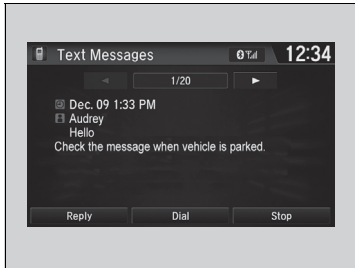 Text Messages
12:34
1/20
Dec. 09 1:33 PM
Audrey
Hello
Check the message when vehicle is parked.
Reply
Dial
Stop